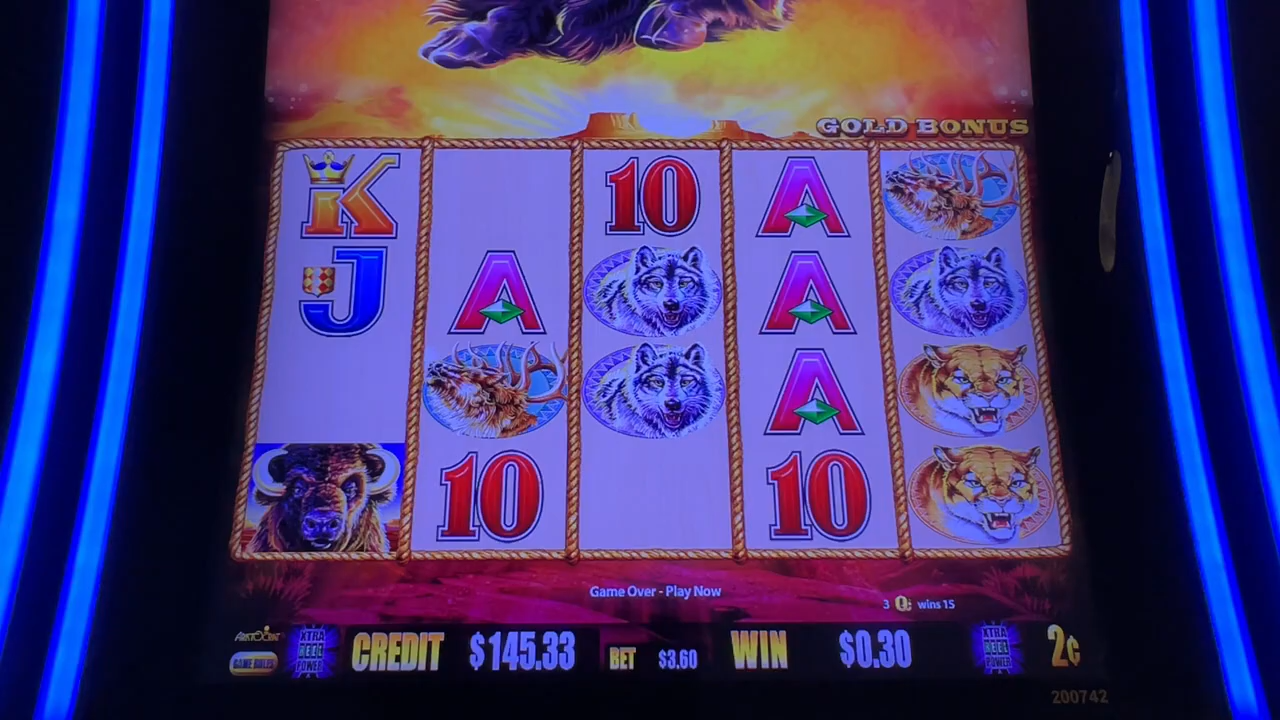 GOLD BONUS
K 10 A
J A A
A
10 10
Game Over - Play Now
3 Q wins 15
ARISTOCRAT
GAME RULES
XTRA REEL POWER
CREDIT $145.33 BET $3.60 WIN $0.30
XTRA REEL POWER
2¢
200742